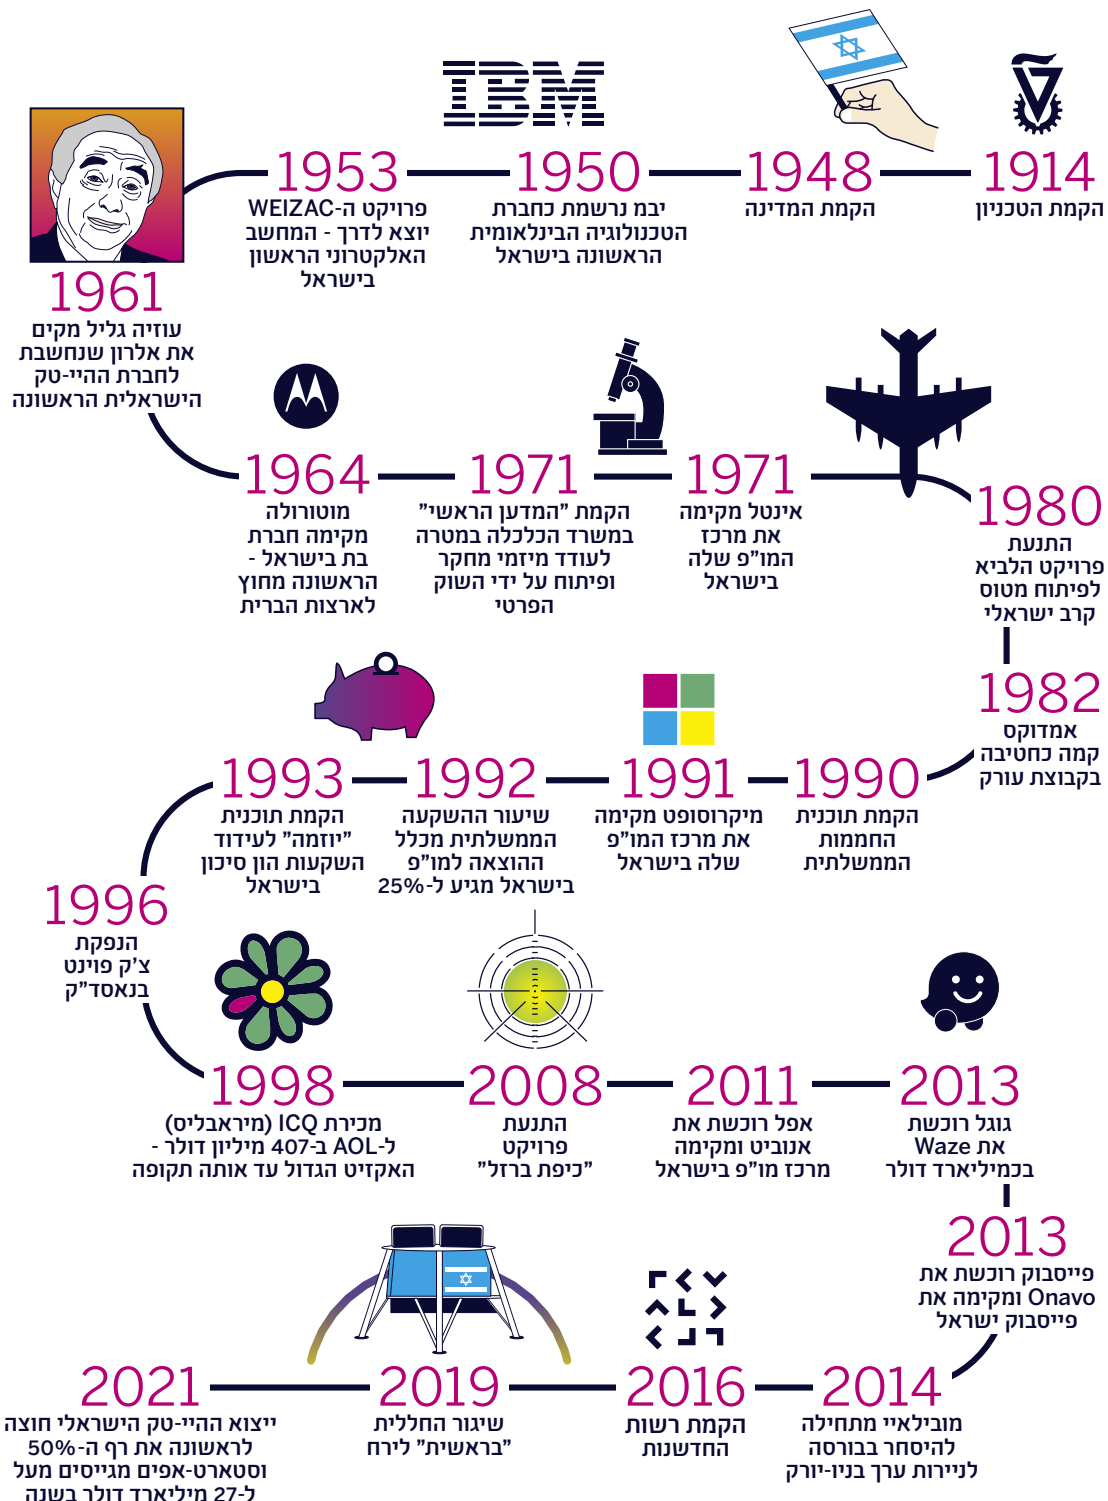 IBM
1914
הקמת הטכניון
1948
הקמת המדינה
1950
יבמ נרשמת כחברת
הטכנולוגיה הבינלאומית
הראשונה בישראל
1953
פרויקט ה-WEIZAC
יוצא לדרך - המחשב
האלקטרוני הראשון
בישראל
1961
עוזיה גליל מקים
את אלרון שנחשבת
לחברת ההיי-טק
הישראלית הראשונה
1964
מוטורולה
מקימה חברת
בת בישראל -
הראשונה מחוץ
לארצות הברית
1971
הקמת "המדען הראשי"
במשרד הכלכלה במטרה
לעודד מיזמי מחקר
ופיתוח על ידי השוק
הפרטי
1971
אינטל מקימה
את מרכז
המו"פ שלה
בישראל
1980
התנעת
פרויקט הלביא
לפיתוח מטוס
קרב ישראלי
1982
אמדוקס
קמה כחטיבה
בקבוצת עורק
1990
הקמת תוכנית
החממות
הממשלתית
1991
מיקרוסופט מקימה
את מרכז המו"פ
שלה בישראל
1992
שיעור ההשקעה
הממשלתית מכלל
ההוצאה למו"פ
בישראל מגיע ל-25%
1993
הקמת תוכנית
"יוזמה" לעידוד
השקעות הון סיכון
בישראל
1996
הנפקת
צ'ק פוינט
בנאסד"ק
1998
מכירת ICQ (מיראבליס)
ל-AOL ב-407 מיליון דולר -
האקזיט הגדול עד אותה תקופה
2008
התנעת
פרויקט
"כיפת ברזל"
2011
אפל רוכשת את
אנוביט ומקימה
מרכז מו"פ בישראל
2013
גוגל רוכשת
את Waze
בכמיליארד דולר
2013
פייסבוק רוכשת את
Onavo ומקימה את
פייסבוק ישראל
2014
מובילאיי מתחילה
להיסחר בבורסה
לניירות ערך בניו-יורק
2016
הקמת רשות
החדשנות
2019
שיגור החללית
"בראשית" לירח
2021
ייצוא ההיי-טק הישראלי חוצה
לראשונה את רף ה-50%
וסטארט-אפים מגייסים מעל
ל-27 מיליארד דולר בשנה